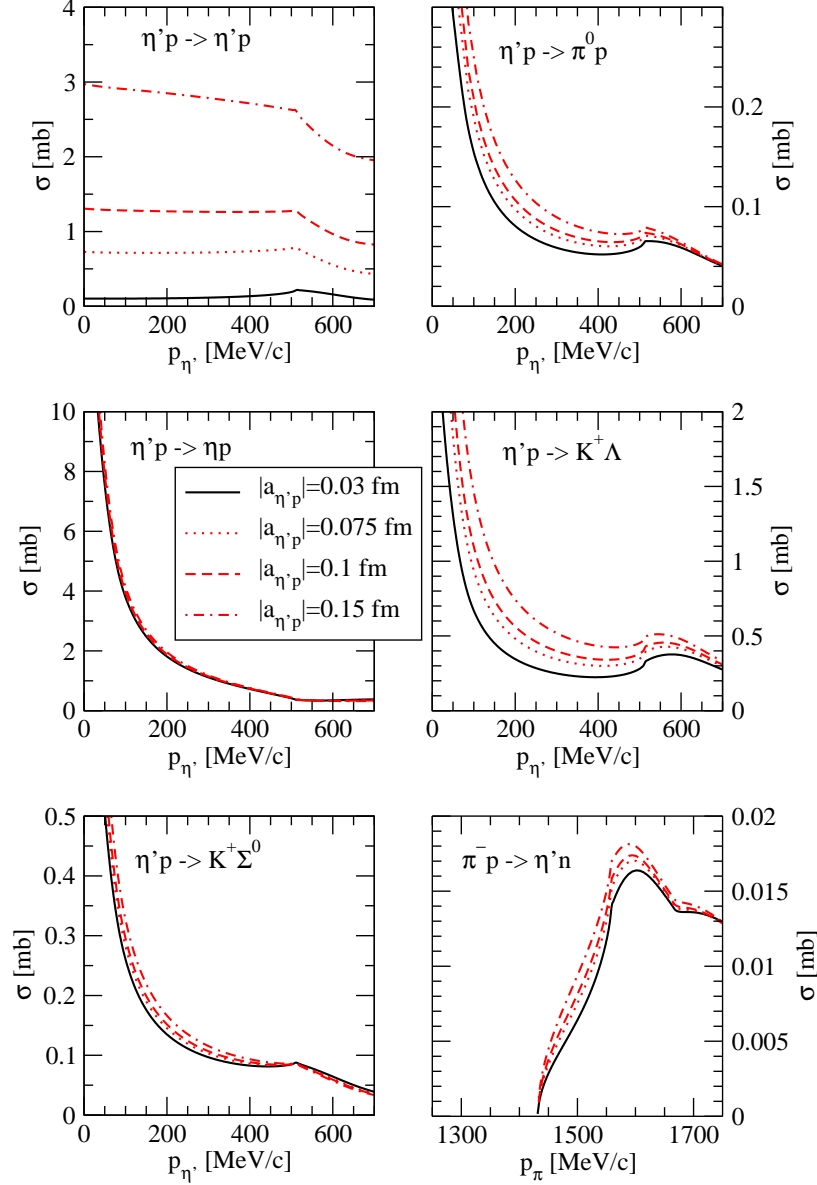 η’p -> η’p
4
3
2
1
0
σ [mb]
0 200 400 600
p_η’ [MeV/c]
η’p -> π⁰p
0.2
0.1
0
σ [mb]
0 200 400 600
p_η’ [MeV/c]
η’p -> ηp
10
8
6
4
2
0
σ [mb]
0 200 400 600
p_η’ [MeV/c]
|a_η’p|=0.03 fm
|a_η’p|=0.075 fm
|a_η’p|=0.1 fm
|a_η’p|=0.15 fm
η’p -> K⁺Λ
2
1.5
1
0.5
0
σ [mb]
0 200 400 600
p_η’ [MeV/c]
η’p -> K⁺Σ⁰
0.5
0.4
0.3
0.2
0.1
0
σ [mb]
0 200 400 600
p_η’ [MeV/c]
π⁻p -> η’n
0.02
0.015
0.01
0.005
0
σ [mb]
1300 1500 1700
p_π [MeV/c]